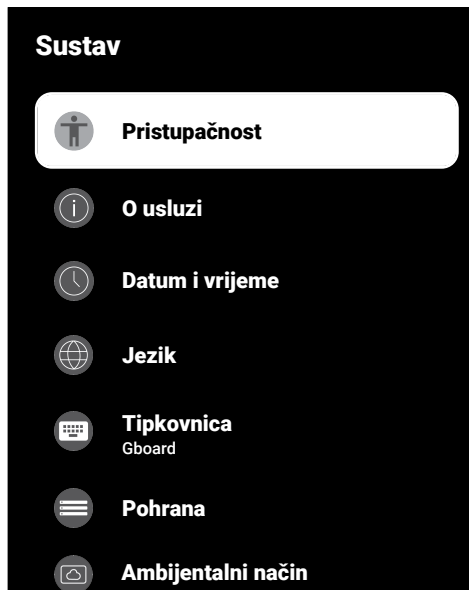 Sustav
Pristupačnost
O usluzi
Datum i vrijeme
Jezik
Tipkovnica
Gboard
Pohrana
Ambijentalni način